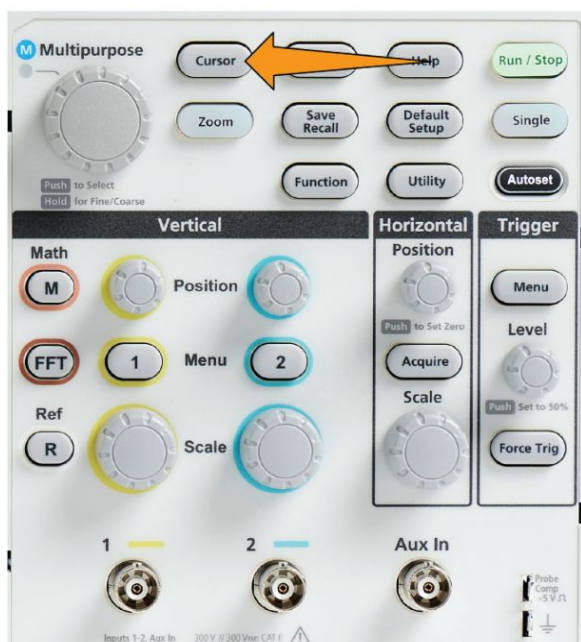 M Multipurpose
Cursor
Help
Run / Stop
Zoom
Save
Recall
Default
Setup
Single
Push to Select
Hold for Fine/Coarse
Function
Utility
Autoset
Vertical
Horizontal
Trigger
Math
M
Position
Position
Push to Set Zero
Menu
FFT
1
Menu
2
Acquire
Level
Push Set to 50%
Ref
R
Scale
Scale
Force Trig
1
2
Aux In
Probe
Comp
~5 V
Inputs 1-2, Aux In 300 V
CAT II